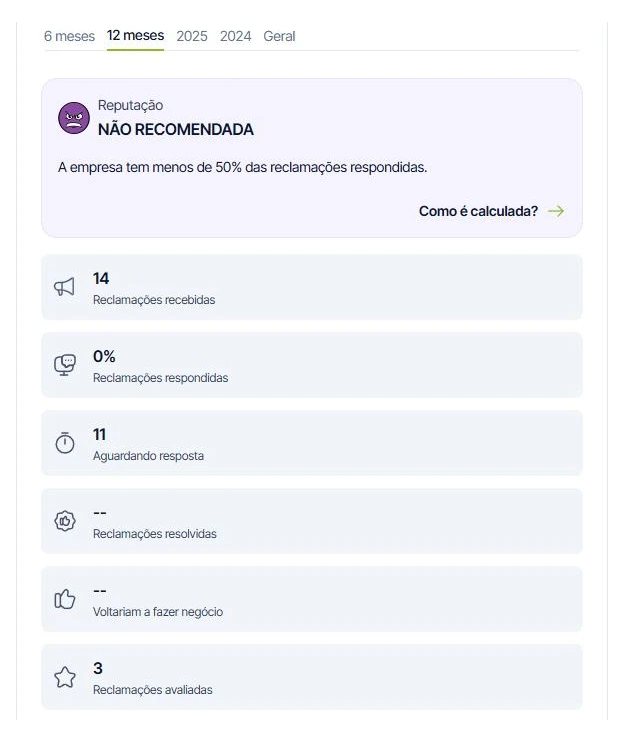 6 meses 12 meses 2025 2024 Geral
Reputação
NÃO RECOMENDADA
A empresa tem menos de 50% das reclamações respondidas.
Como é calculada?
14
Reclamações recebidas
0%
Reclamações respondidas
11
Aguardando resposta
--
Reclamações resolvidas
--
Voltariam a fazer negócio
3
Reclamações avaliadas